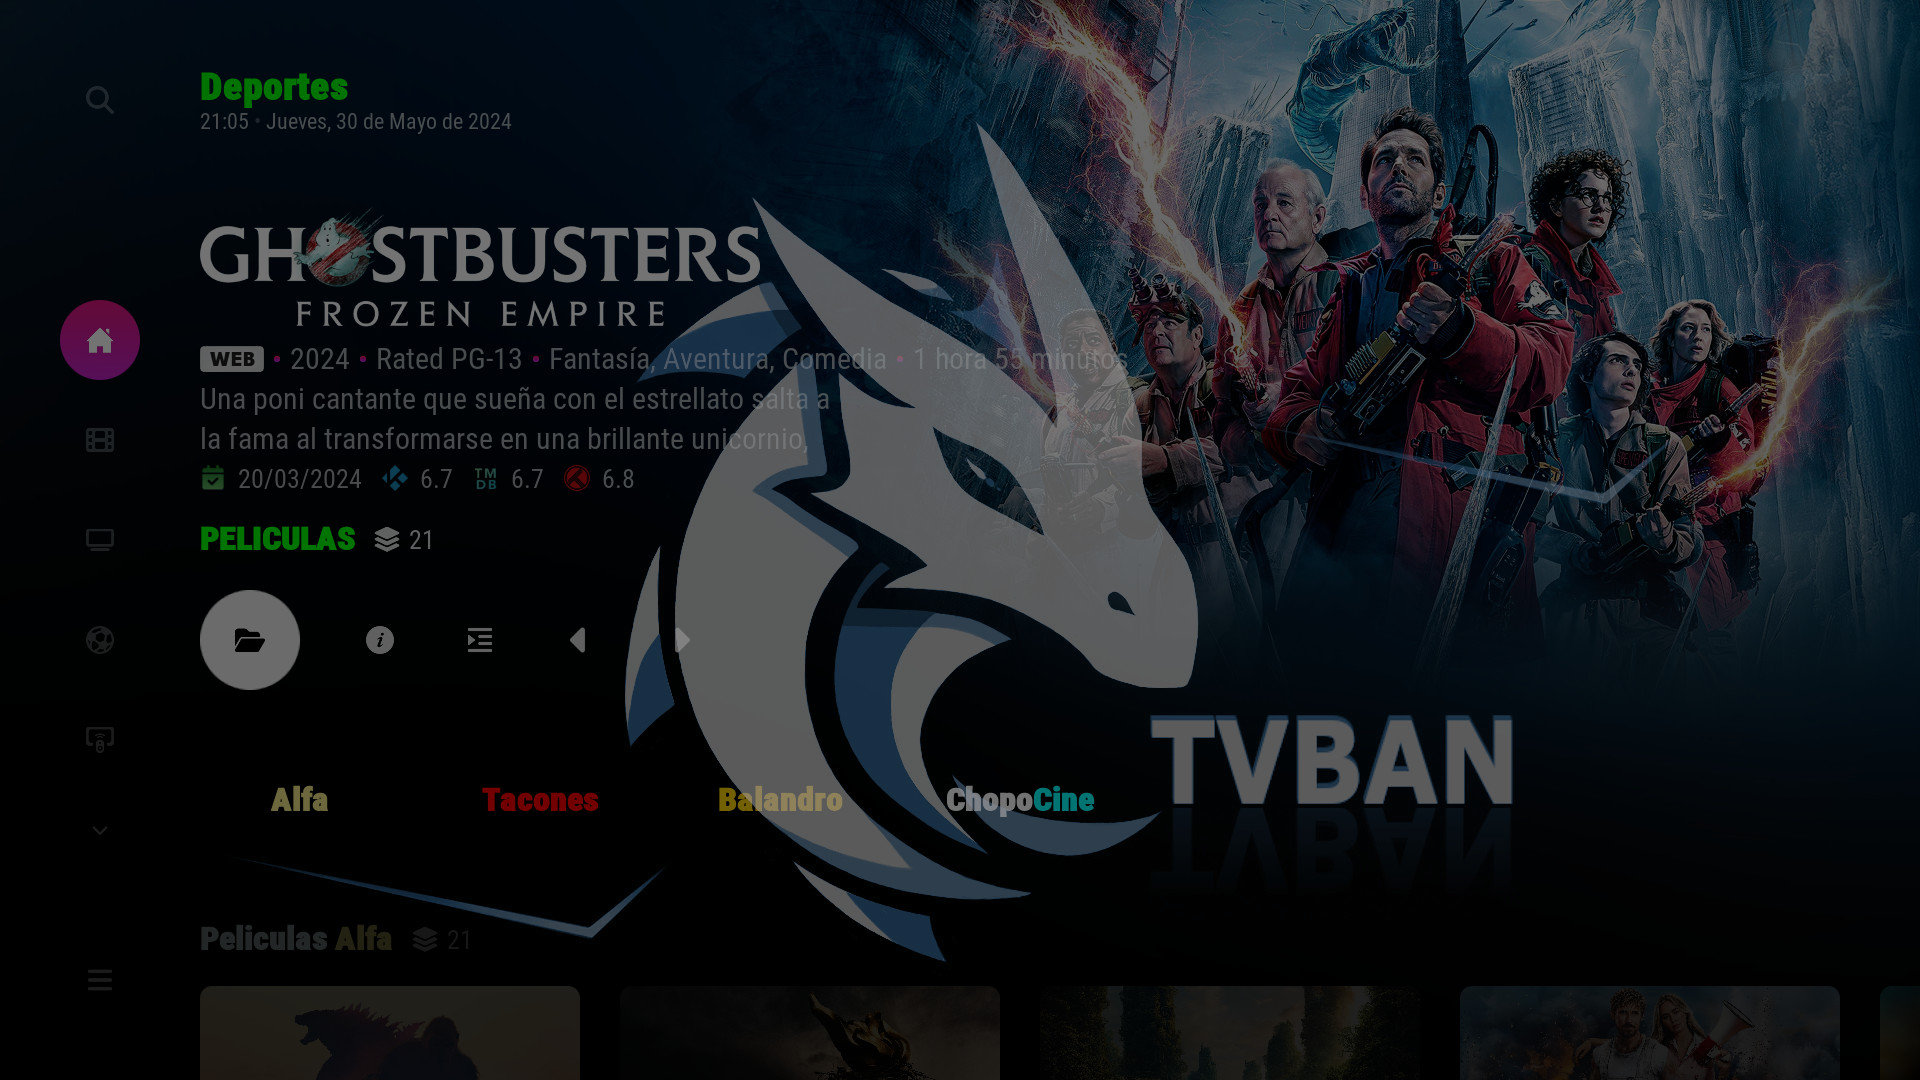 Deportes
21:05 • Jueves, 30 de Mayo de 2024
GHOSTBUSTERS
FROZEN EMPIRE
WEB • 2024 • Rated PG-13 • Fantasía, Aventura, Comedia • 1 hora 55 minutos
Una poni cantante que sueña con el estrellato salta a
la fama al transformarse en una brillante unicornio,
20/03/2024 6.7 TMDB 6.7 6.8
PELICULAS 21
TVBAN
Alfa Tacones Balandro ChopoCine
Peliculas Alfa 21